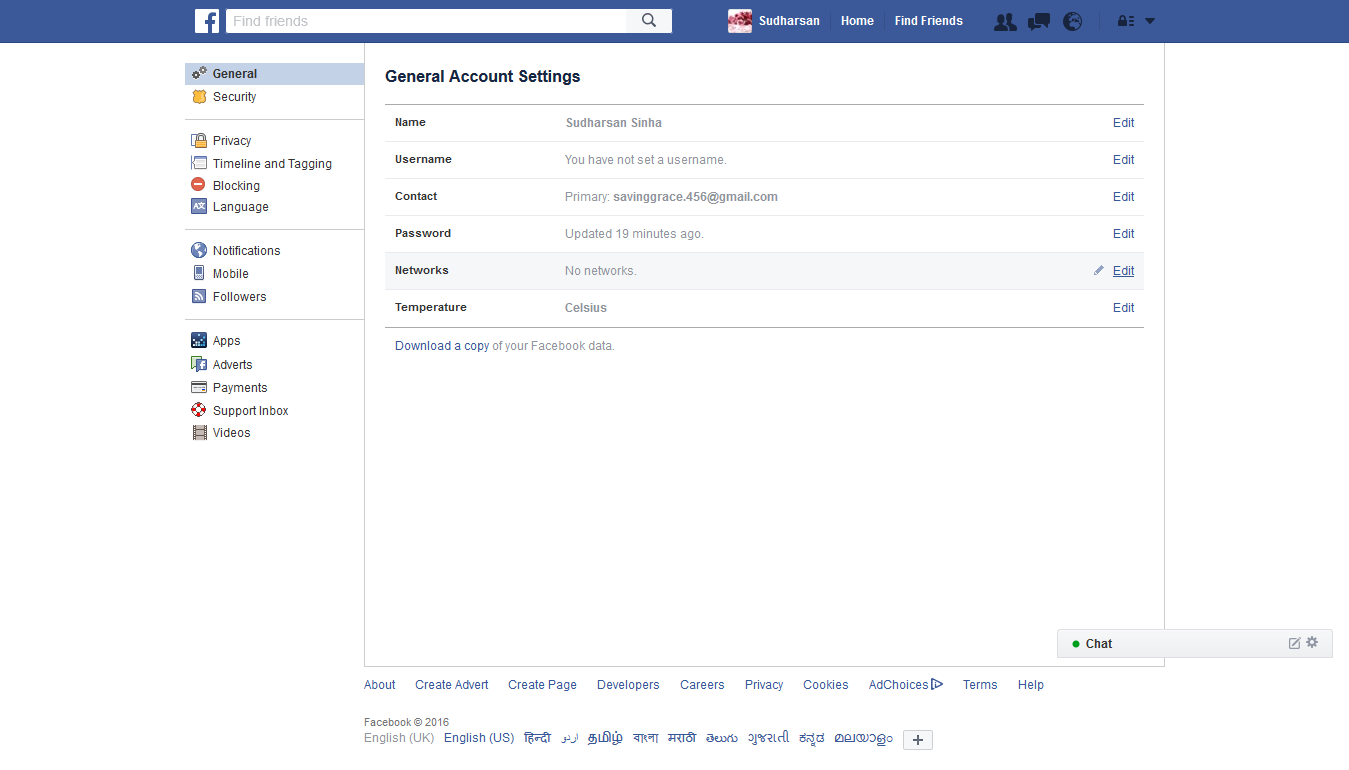 Find friends
Sudharsan Home Find Friends
General
Security
Privacy
Timeline and Tagging
Blocking
Language
Notifications
Mobile
Followers
Apps
Adverts
Payments
Support Inbox
Videos
General Account Settings
Name Sudharsan Sinha Edit
Username You have not set a username. Edit
Contact Primary: savinggrace.456@gmail.com Edit
Password Updated 19 minutes ago. Edit
Networks No networks. Edit
Temperature Celsius Edit
Download a copy of your Facebook data.
Chat
About Create Advert Create Page Developers Careers Privacy Cookies AdChoices Terms Help
Facebook © 2016
English (UK) English (US) हिन्दी اردو தமிழ் বাংলা मराठी తెలుగు ગુજરાતી ಕನ್ನಡ മലയാളം +